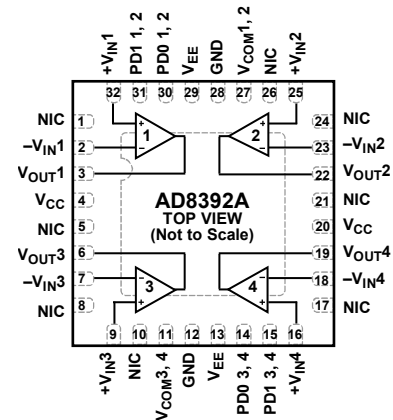 +VIN1
PD1 1, 2
PD0 1, 2
VEE
GND
VCOM1, 2
NIC
+VIN2
32 31 30 29 28 27 26 25
NIC 1
–VIN1 2
VOUT1 3
VCC 4
NIC 5
VOUT3 6
–VIN3 7
NIC 8
1
+
–
2
+
–
AD8392A
TOP VIEW
(Not to Scale)
3
–
+
4
–
+
24 NIC
23 –VIN2
22 VOUT2
21 NIC
20 VCC
19 VOUT4
18 –VIN4
17 NIC
9 10 11 12 13 14 15 16
+VIN3
NIC
VCOM3, 4
GND
VEE
PD0 3, 4
PD1 3, 4
+VIN4